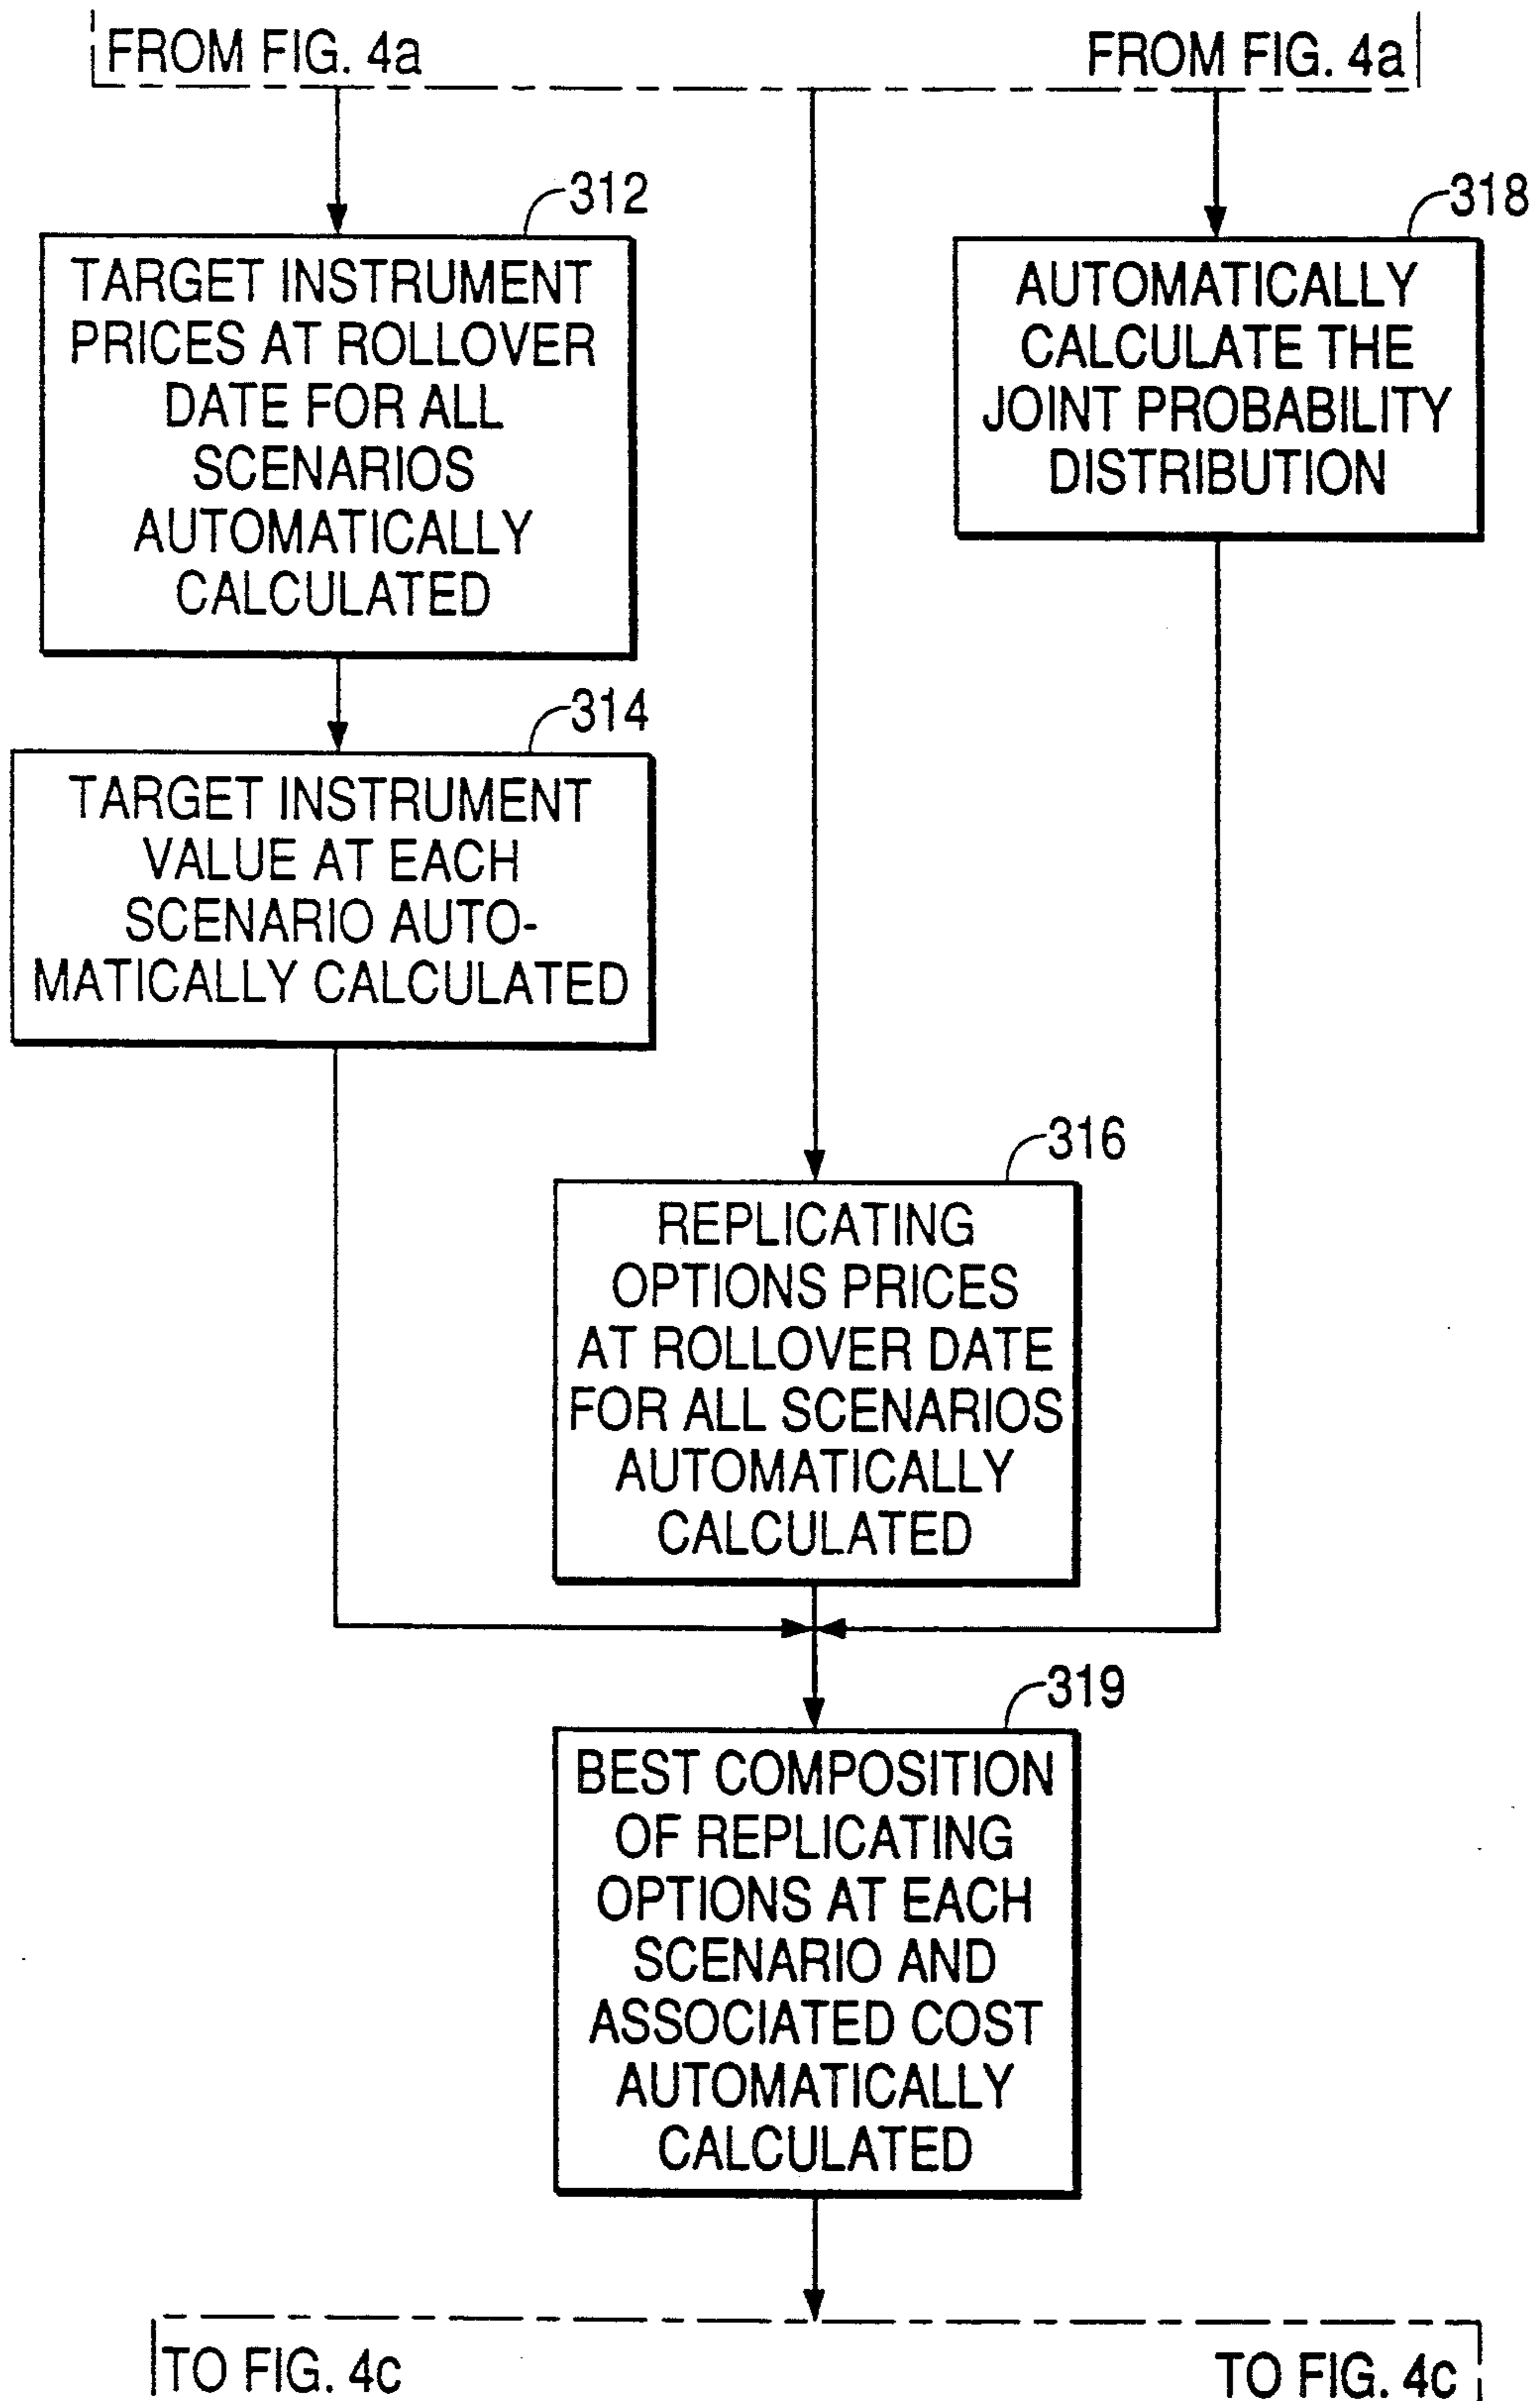 FROM FIG. 4a
FROM FIG. 4a
312
TARGET INSTRUMENT
PRICES AT ROLLOVER
DATE FOR ALL
SCENARIOS
AUTOMATICALLY
CALCULATED
318
AUTOMATICALLY
CALCULATE THE
JOINT PROBABILITY
DISTRIBUTION
314
TARGET INSTRUMENT
VALUE AT EACH
SCENARIO AUTO-
MATICALLY CALCULATED
316
REPLICATING
OPTIONS PRICES
AT ROLLOVER DATE
FOR ALL SCENARIOS
AUTOMATICALLY
CALCULATED
319
BEST COMPOSITION
OF REPLICATING
OPTIONS AT EACH
SCENARIO AND
ASSOCIATED COST
AUTOMATICALLY
CALCULATED
TO FIG. 4c
TO FIG. 4c